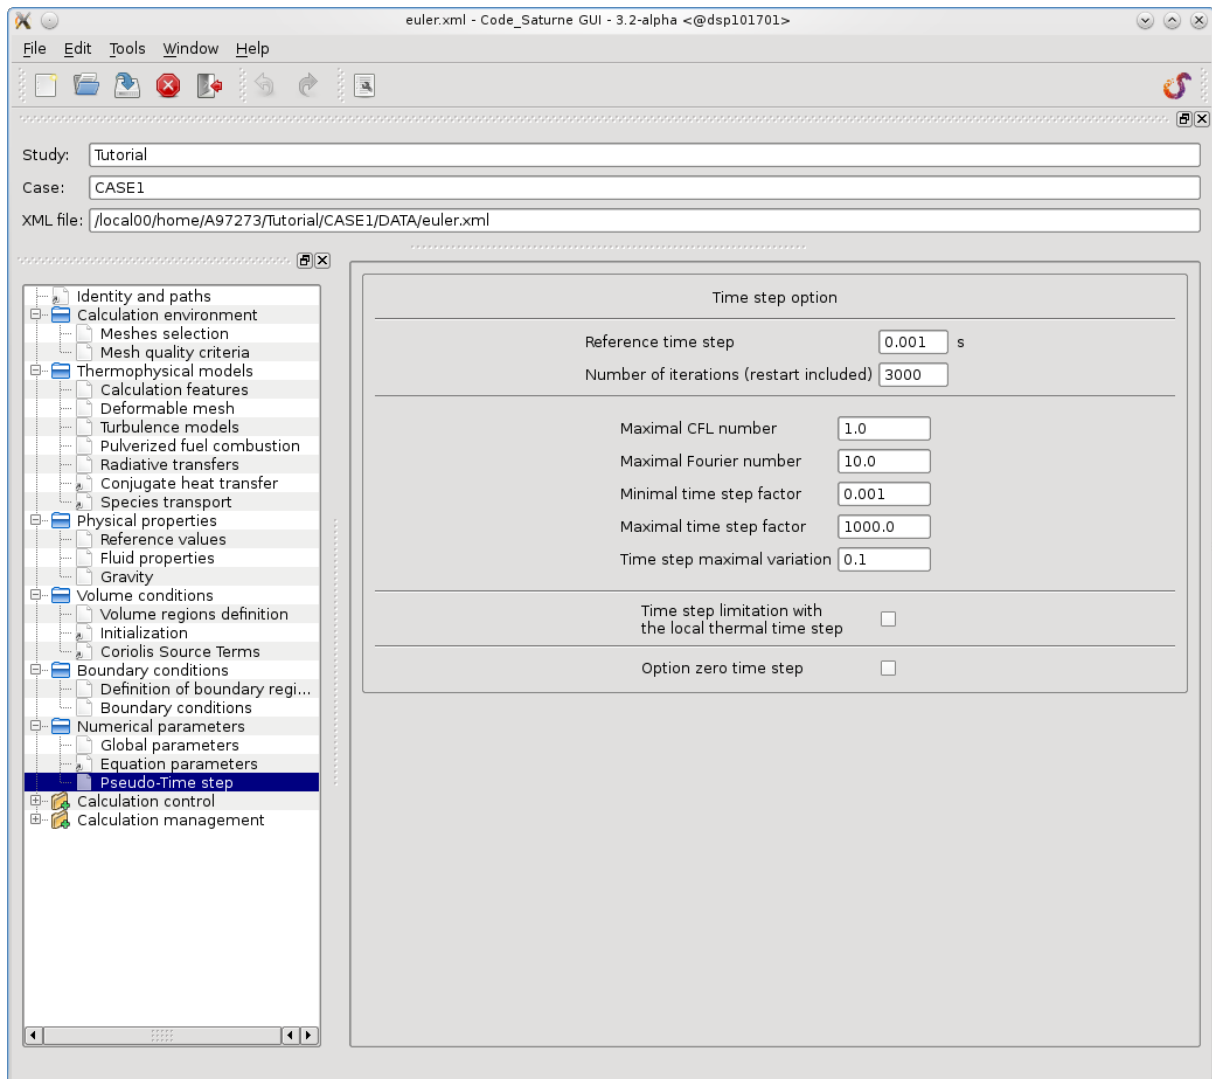 euler.xml - Code_Saturne GUI - 3.2-alpha <@dsp101701>
File Edit Tools Window Help
Study: Tutorial
Case: CASE1
XML file: /local00/home/A97273/Tutorial/CASE1/DATA/euler.xml
Identity and paths
Calculation environment
Meshes selection
Mesh quality criteria
Thermophysical models
Calculation features
Deformable mesh
Turbulence models
Pulverized fuel combustion
Radiative transfers
Conjugate heat transfer
Species transport
Physical properties
Reference values
Fluid properties
Gravity
Volume conditions
Volume regions definition
Initialization
Coriolis Source Terms
Boundary conditions
Definition of boundary regi...
Boundary conditions
Numerical parameters
Global parameters
Equation parameters
Pseudo-Time step
Calculation control
Calculation management
Time step option
Reference time step 0.001 s
Number of iterations (restart included) 3000
Maximal CFL number 1.0
Maximal Fourier number 10.0
Minimal time step factor 0.001
Maximal time step factor 1000.0
Time step maximal variation 0.1
Time step limitation with
the local thermal time step
Option zero time step